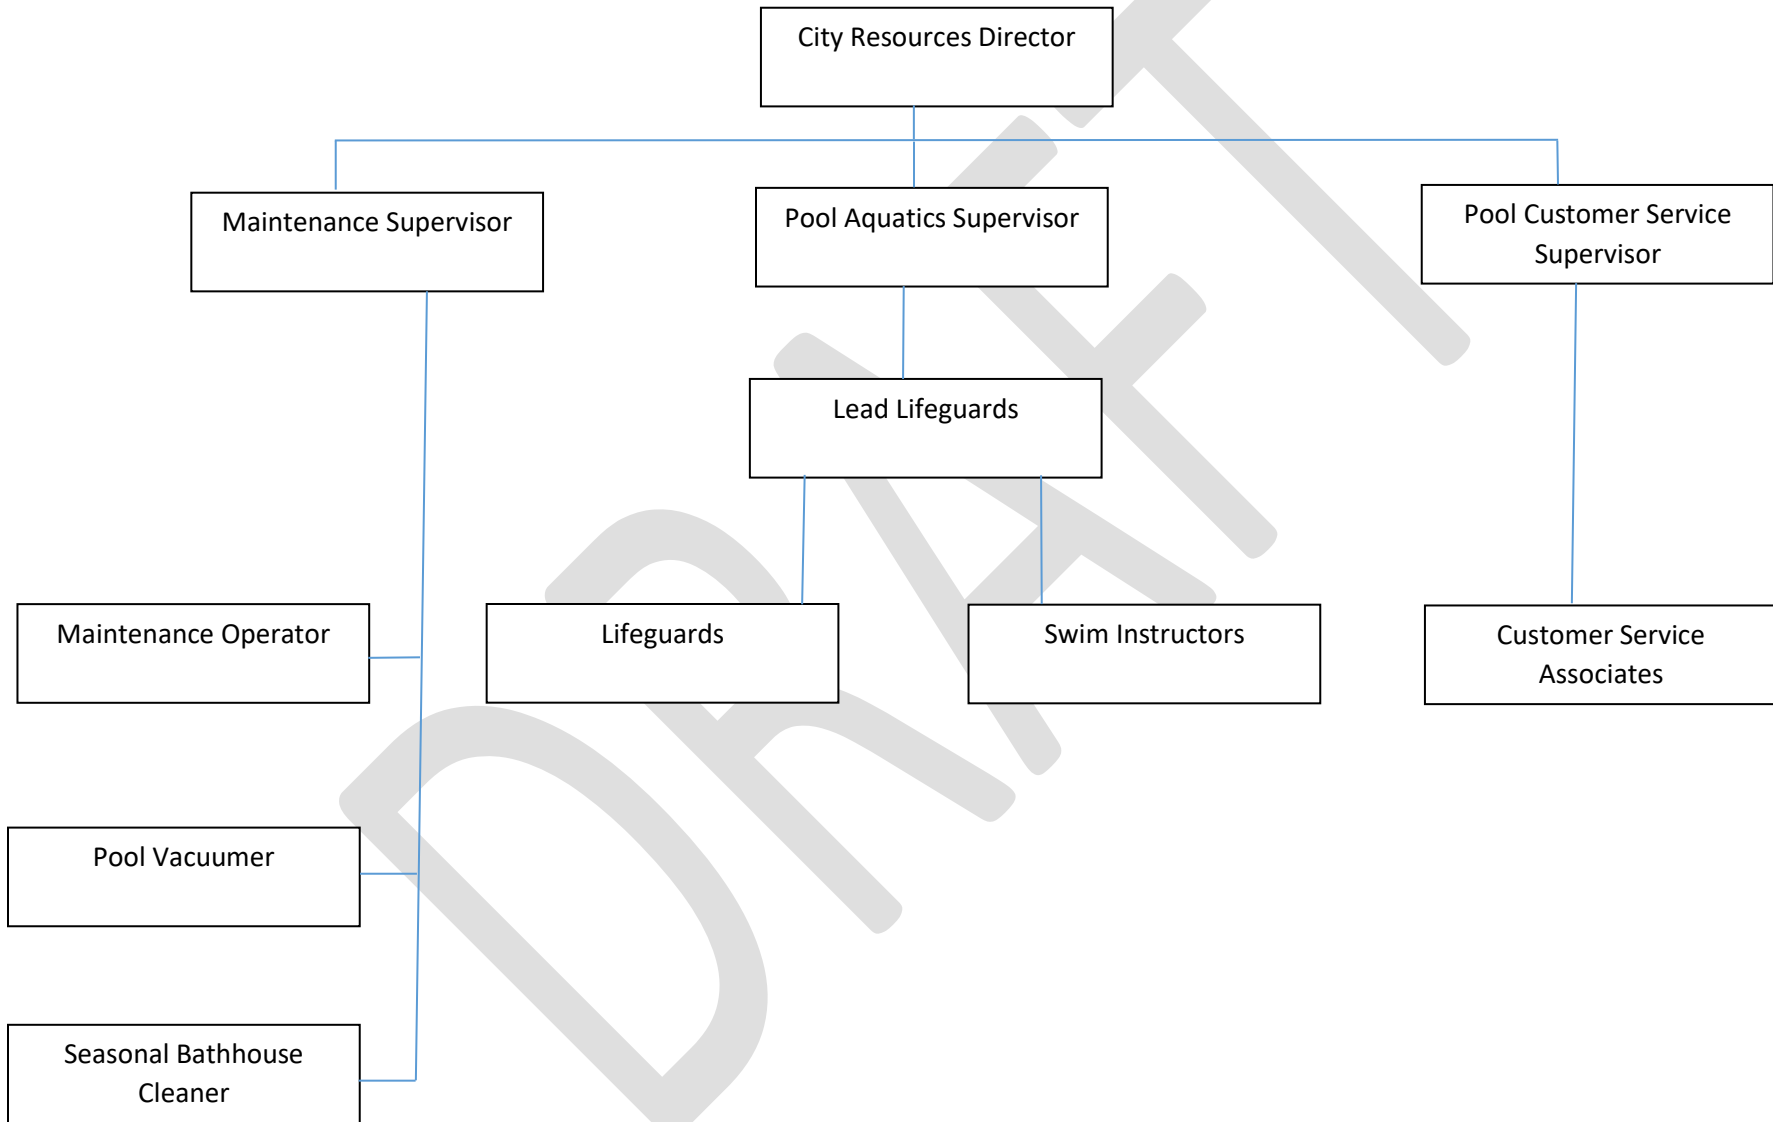 City Resources Director
Maintenance Supervisor
Pool Aquatics Supervisor
Pool Customer Service
Supervisor
Lead Lifeguards
Maintenance Operator
Lifeguards
Swim Instructors
Customer Service
Associates
Pool Vacuumer
Seasonal Bathhouse
Cleaner
DRAFT